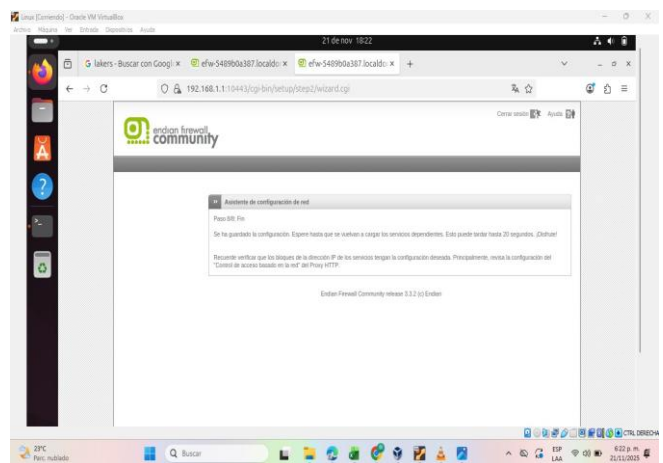 Linux [Corriendo] - Oracle VM VirtualBox
Archivo Máquina Ver Entrada Dispositivos Ayuda
21 de nov 18:22
lakers - Buscar con Googl
efw-5489b0a387.localdo
efw-5489b0a387.localdo
192.168.1.1:10443/cgi-bin/setup/step2/wizard.cgi
Cerrar sesión Ayuda
endian firewall
community
Asistente de configuración de red
Paso 8/8: Fin
Se ha guardado la configuración. Espere hasta que se vuelvan a cargar los servicios dependientes. Esto puede tardar hasta 20 segundos. ¡Disfrute!
Recuerde verificar que los bloques de la dirección IP de los servicios tengan la configuración deseada. Principalmente, revisa la configuración del
"Control de acceso basado en la red" del Proxy HTTP.
Endian Firewall Community release 3.3.2 (c) Endian
CTRL DERECHA
23°C
Parc. nublado
Buscar
ESP
LAA
6:22 p. m.
21/11/2025